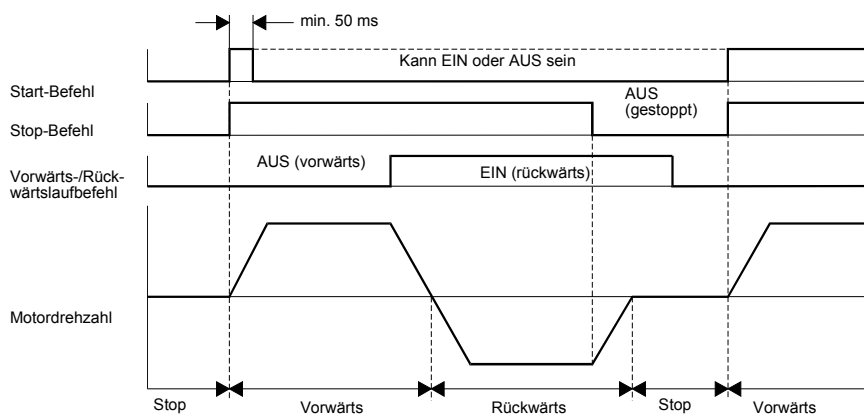 min. 50 ms
Kann EIN oder AUS sein
Start-Befehl
AUS
(gestoppt)
Stop-Befehl
AUS (vorwärts)
EIN (rückwärts)
Vorwärts-/Rück-
wärtslaufbefehl
Motordrehzahl
Stop
Vorwärts
Rückwärts
Stop
Vorwärts